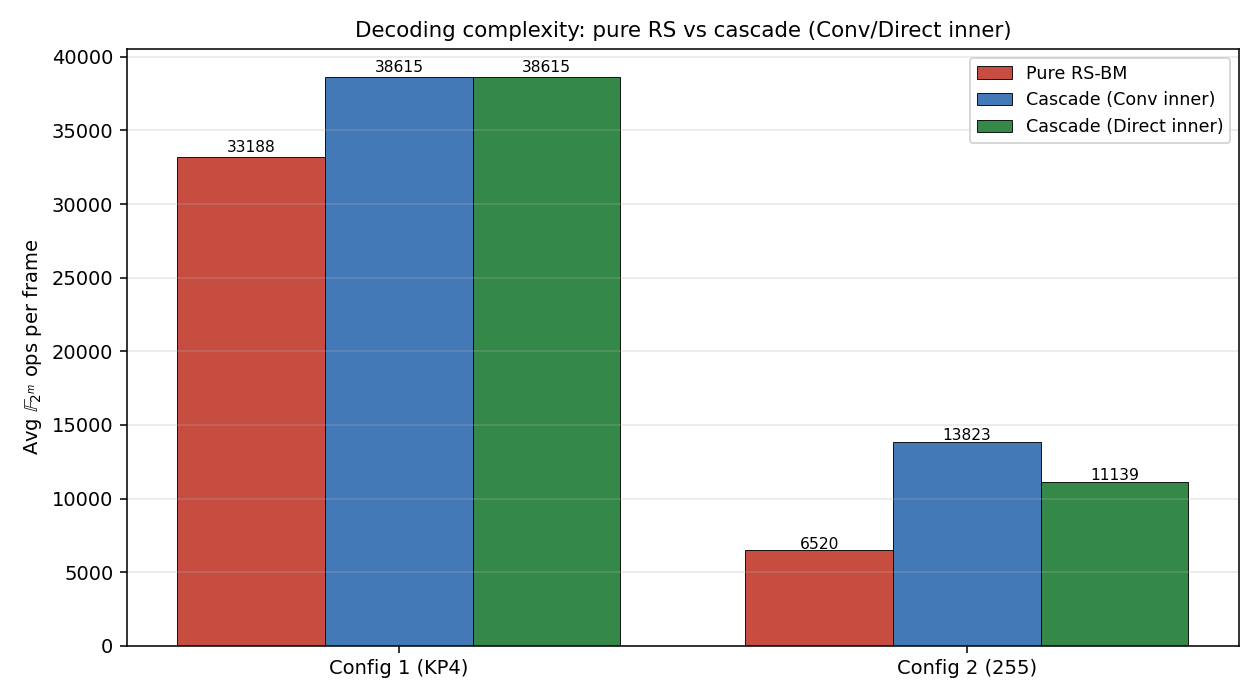 Decoding complexity: pure RS vs cascade (Conv/Direct inner)
Avg 𝔽₂ᵐ ops per frame
40000
35000
30000
25000
20000
15000
10000
5000
0
33188
38615
38615
6520
13823
11139
Pure RS-BM
Cascade (Conv inner)
Cascade (Direct inner)
Config 1 (KP4)
Config 2 (255)